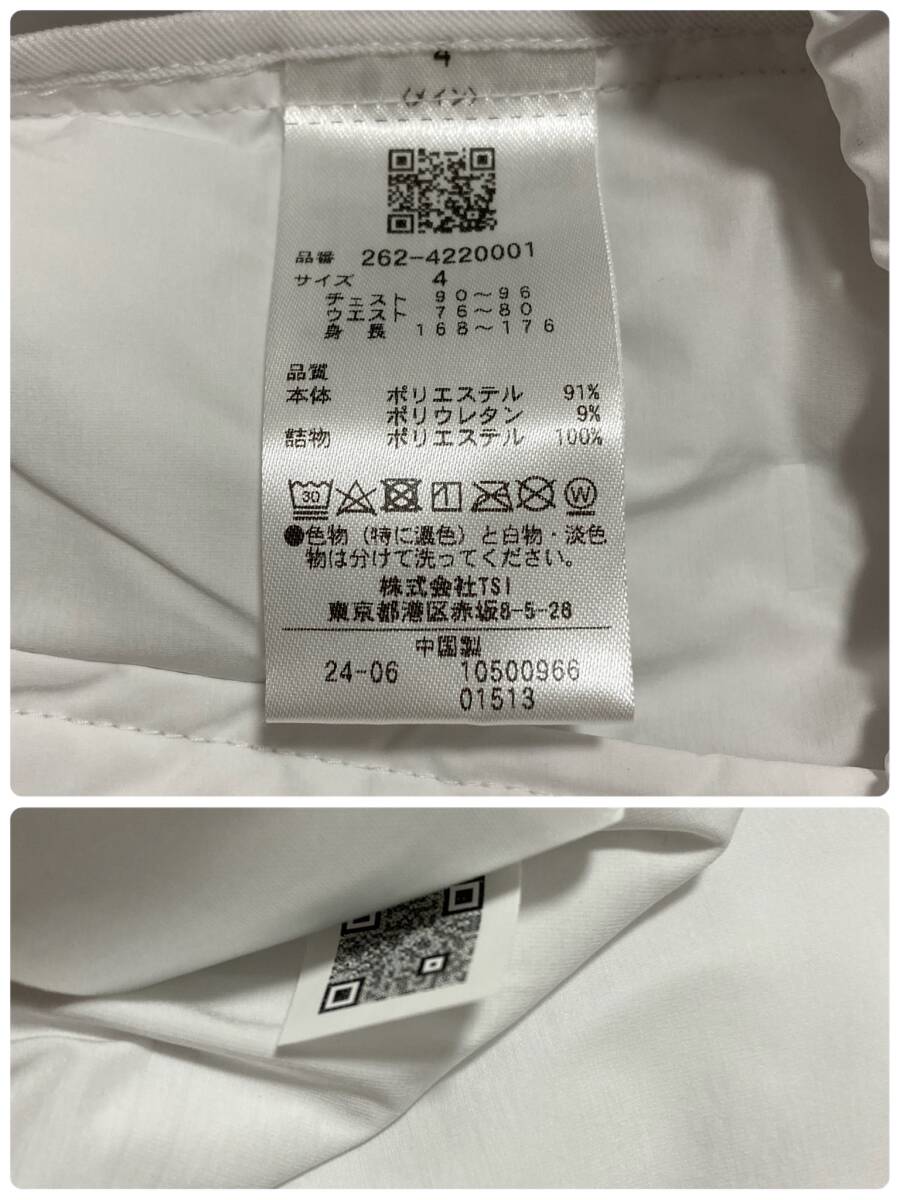 4
〈メイン〉
品番 262-4220001
サイズ 4
チェスト 90～96
ウエスト 76～80
身長 168～176
品質
本体 ポリエステル 91%
ポリウレタン 9%
詰物 ポリエステル 100%
30 1 W
●色物（特に濃色）と白物・淡色
物は分けて洗ってください。
株式会社TSI
東京都港区赤坂8-5-28
中国製
24-06 10500966
01513